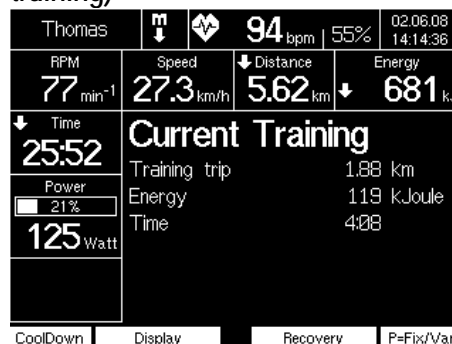 training)
Thomas
m
94 bpm | 55%
02.06.08
14:14:36
RPM
77 min-1
Speed
27.3 km/h
Distance
5.62 km
Energy
681 k
Time
25:52
Power
21%
125 Watt
Current Training
Training trip 1.88 km
Energy 119 kJoule
Time 4:08
CoolDown Display Recovery P=Fix/Var